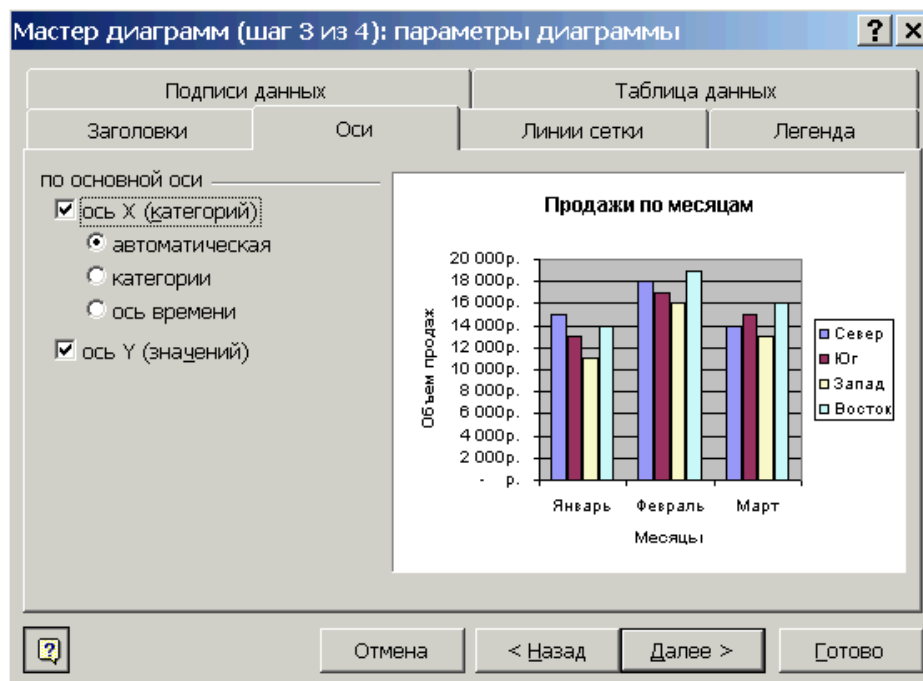 Мастер диаграмм (шаг 3 из 4): параметры диаграммы
Подписи данных
Таблица данных
Заголовки
Оси
Линии сетки
Легенда
по основной оси
ось X (категорий)
автоматическая
категории
ось времени
ось Y (значений)
Продажи по месяцам
Объем продаж
20 000р.
18 000р.
16 000р.
14 000р.
12 000р.
10 000р.
8 000р.
6 000р.
4 000р.
2 000р.
- р.
Январь Февраль Март
Месяцы
Север
Юг
Запад
Восток
Отмена
< Назад
Далее >
Готово